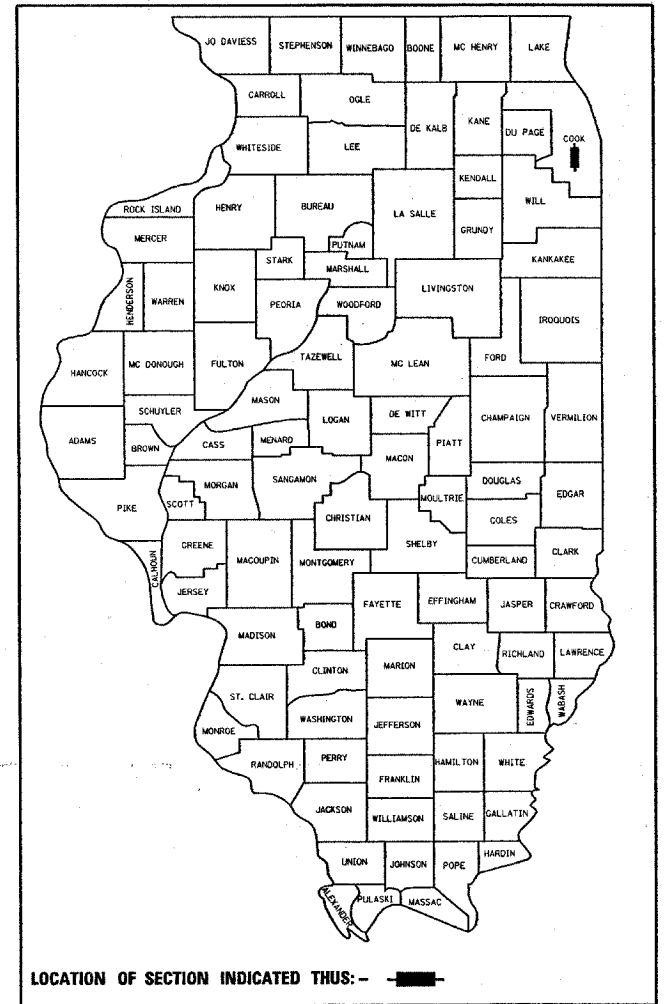 JO DAVIESS STEPHENSON WINNEBAGO BOONE MC HENRY LAKE
CARROLL OGLE DE KALB KANE DU PAGE COOK
WHITESIDE LEE
KENDALL WILL
ROCK ISLAND HENRY BUREAU LA SALLE GRUNDY
MERCER PUTNAM
STARK MARSHALL KANKAKEE
HENDERSON WARREN KNOX PEORIA WOODFORD LIVINGSTON IROQUOIS
HANCOCK MC DONOUGH FULTON TAZEWELL MC LEAN FORD
MASON
SCHUYLER LOGAN DE WITT CHAMPAIGN VERMILION
ADAMS BROWN CASS MENARD PIATT
MACON
MORGAN SANGAMON DOUGLAS EDGAR
PIKE SCOTT CHRISTIAN MOULTRIE
COLES
GREENE MACOUPIN MONTGOMERY SHELBY CUMBERLAND CLARK
CALHOUN
JERSEY FAYETTE EFFINGHAM JASPER CRAWFORD
MADISON BOND
CLAY RICHLAND LAWRENCE
CLINTON MARION
ST. CLAIR WAYNE EDWARDS WABASH
WASHINGTON JEFFERSON
MONROE
RANDOLPH PERRY HAMILTON WHITE
FRANKLIN
JACKSON WILLIAMSON SALINE GALLATIN
UNION JOHNSON POPE HARDIN
ALEXANDER PULASKI MASSAC
LOCATION OF SECTION INDICATED THUS: -